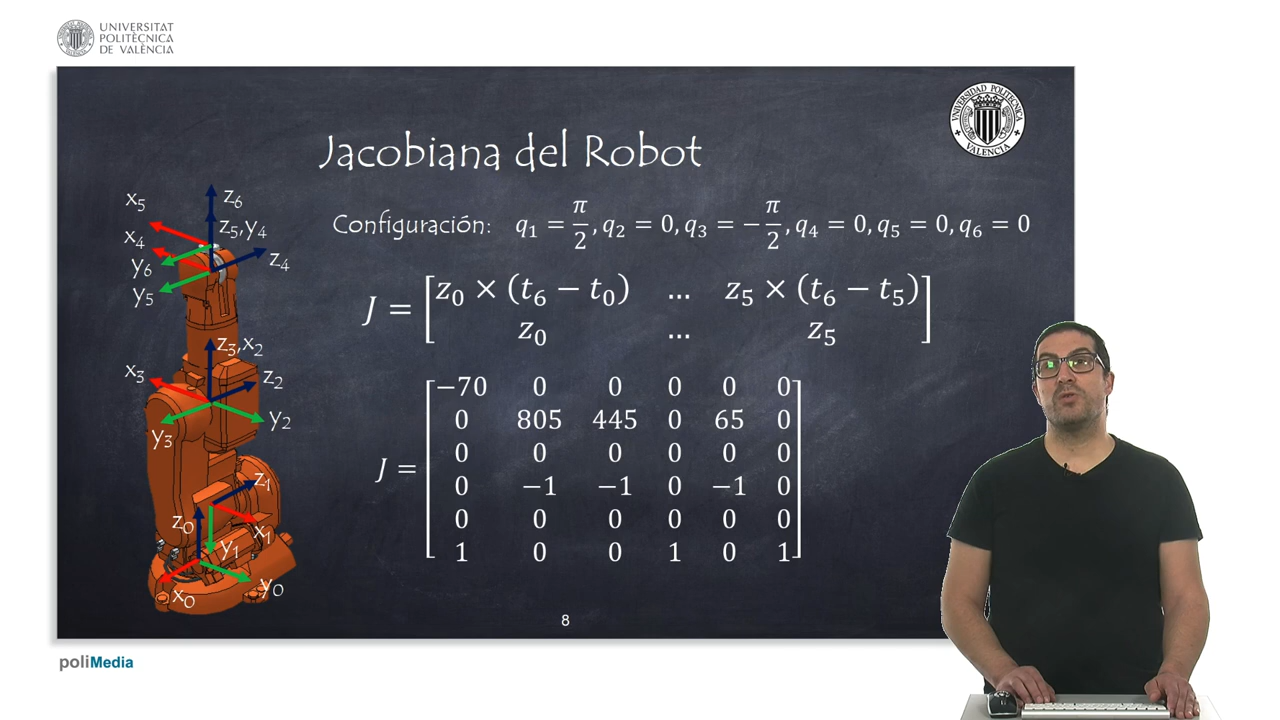 UNIVERSITAT
POLITÈCNICA
DE VALÈNCIA
UNIVERSIDAD POLITECNICA
VALENCIA
Jacobiana del Robot
Configuración: q₁ = π/2, q₂ = 0, q₃ = −π/2, q₄ = 0, q₅ = 0, q₆ = 0
J = [z₀ × (t₆ − t₀) … z₅ × (t₆ − t₅)
z₀ … z₅]
J = [−70 0 0 0 0 0
0 805 445 0 65 0
0 0 0 0 0 0
0 −1 −1 0 −1 0
0 0 0 0 0 0
1 0 0 1 0 1]
z₆
x₅
z₅,y₄
x₄
y₆
z₄
y₅
z₃,x₂
x₃
z₂
y₃
y₂
z₁
z₀
x₁
y₁
x₀
y₀
8
poliMedia